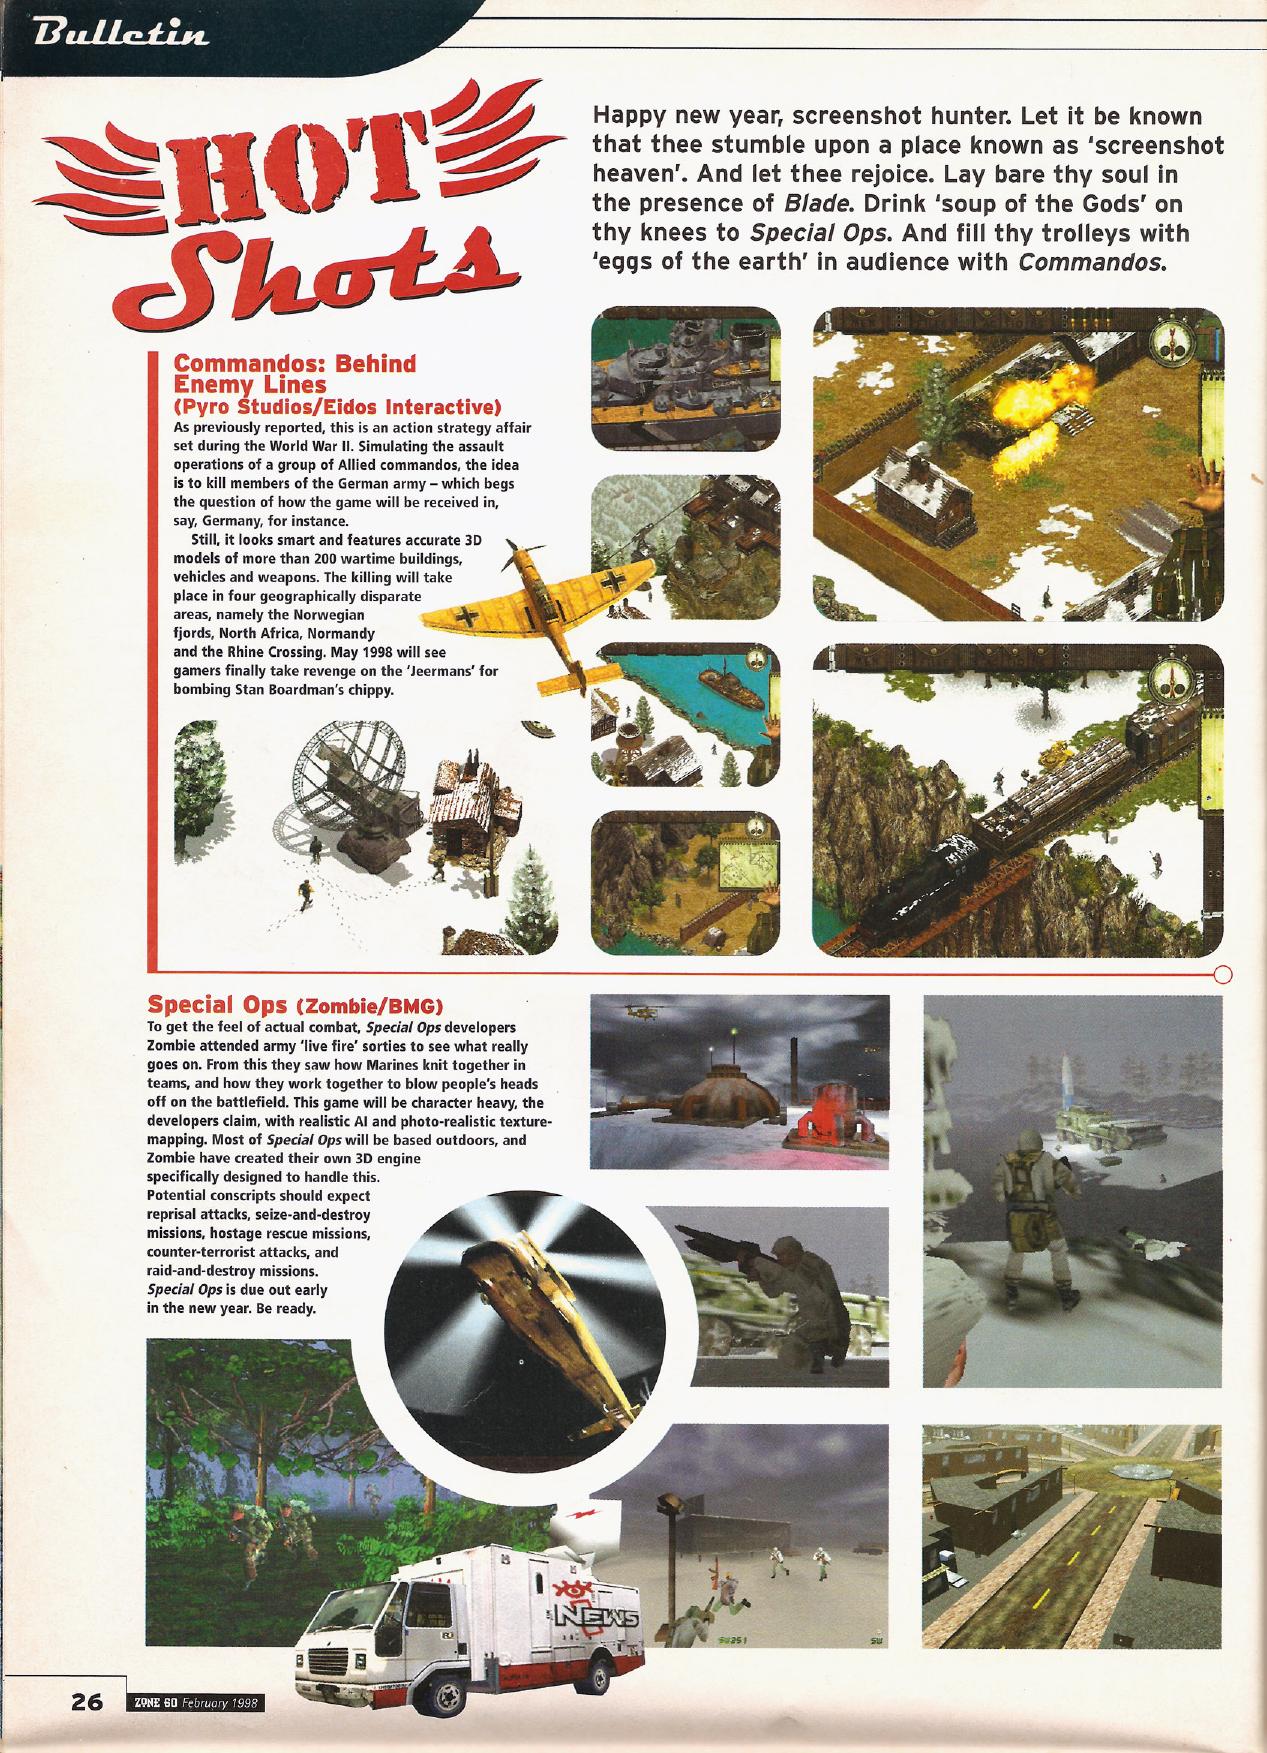 Bulletin
HOT
Shots
Happy new year, screenshot hunter. Let it be known
that thee stumble upon a place known as ‘screenshot
heaven’. And let thee rejoice. Lay bare thy soul in
the presence of Blade. Drink ‘soup of the Gods’ on
thy knees to Special Ops. And fill thy trolleys with
‘eggs of the earth’ in audience with Commandos.
Commandos: Behind
Enemy Lines
(Pyro Studios/Eidos Interactive)
As previously reported, this is an action strategy affair
set during the World War II. Simulating the assault
operations of a group of Allied commandos, the idea
is to kill members of the German army – which begs
the question of how the game will be received in,
say, Germany, for instance.
Still, it looks smart and features accurate 3D
models of more than 200 wartime buildings,
vehicles and weapons. The killing will take
place in four geographically disparate
areas, namely the Norwegian
fjords, North Africa, Normandy
and the Rhine Crossing. May 1998 will see
gamers finally take revenge on the ‘Jeermans’ for
bombing Stan Boardman’s chippy.
Special Ops (Zombie/BMG)
To get the feel of actual combat, Special Ops developers
Zombie attended army ‘live fire’ sorties to see what really
goes on. From this they saw how Marines knit together in
teams, and how they work together to blow people’s heads
off on the battlefield. This game will be character heavy, the
developers claim, with realistic AI and photo-realistic texture-
mapping. Most of Special Ops will be based outdoors, and
Zombie have created their own 3D engine
specifically designed to handle this.
Potential conscripts should expect
reprisal attacks, seize-and-destroy
missions, hostage rescue missions,
counter-terrorist attacks, and
raid-and-destroy missions.
Special Ops is due out early
in the new year. Be ready.
NEWS
26
ZONE 60 February 1998